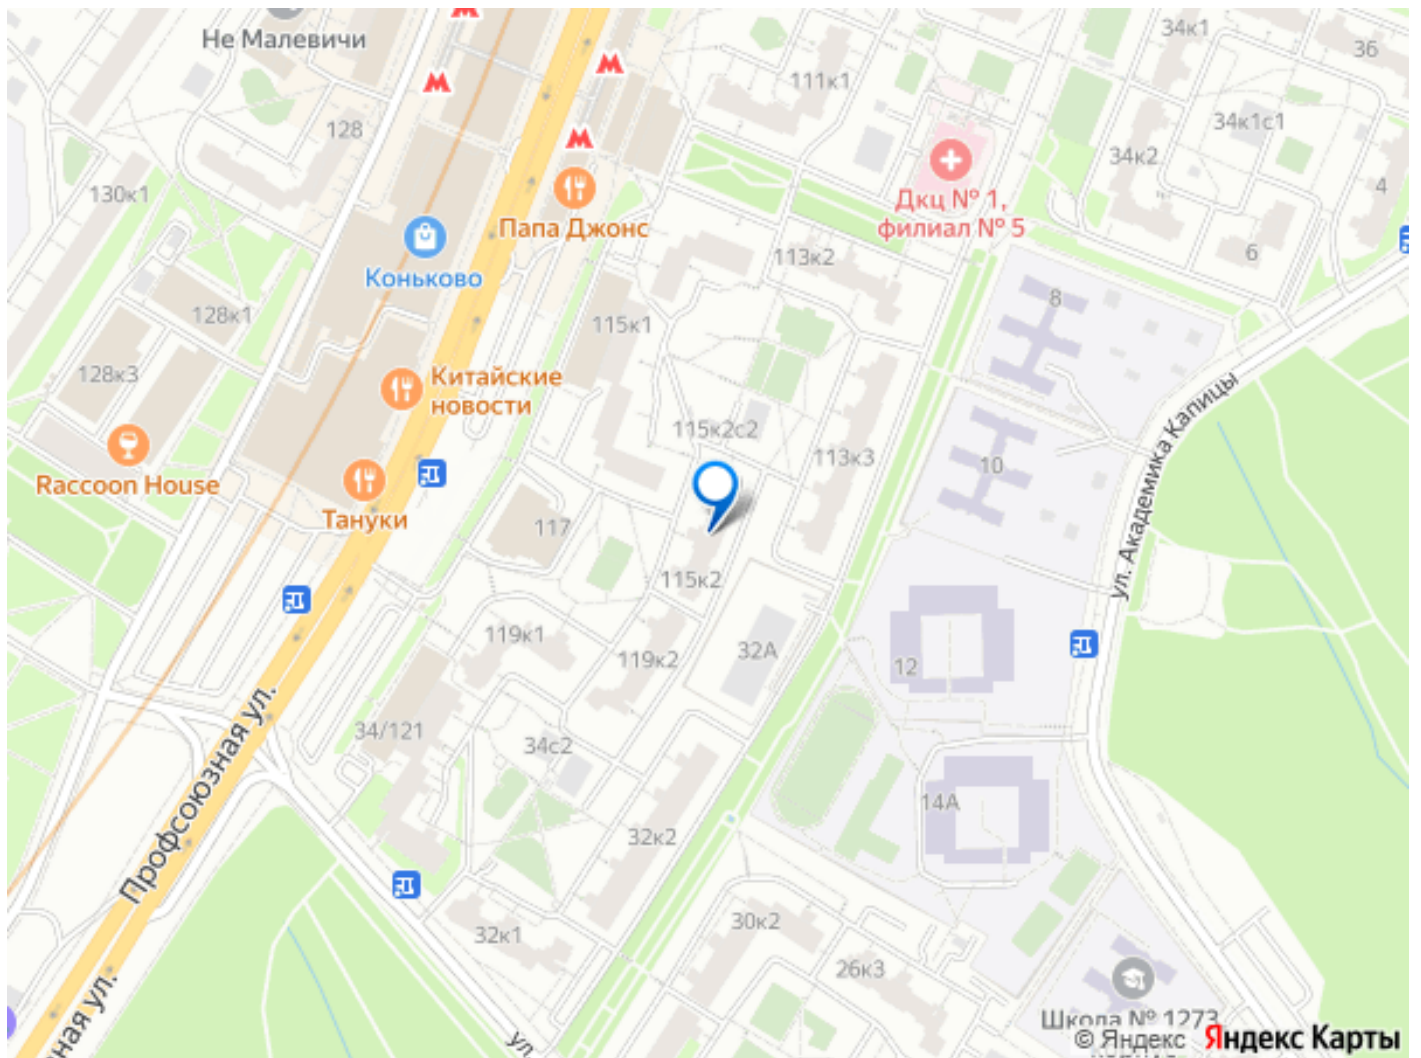 34к1
Не Малевичи
36
111к1
128
34к1с1
34к2
130к1
4
Дкц № 1,
филиал № 5
Папа Джонс
113к2
6
Коньково
8
128к1
115к1
128к3
Китайские
новости
ул. Академика Капицы
115к2с2
113к3
10
Raccoon House
Тануки
117
115к2
119к1
119к2
32А
12
Профсоюзная ул.
34/121
34с2
14А
32к2
30к2
32к1
26к3
ная ул.
ул.
Школа № 1273
© Яндекс Яндекс Карты